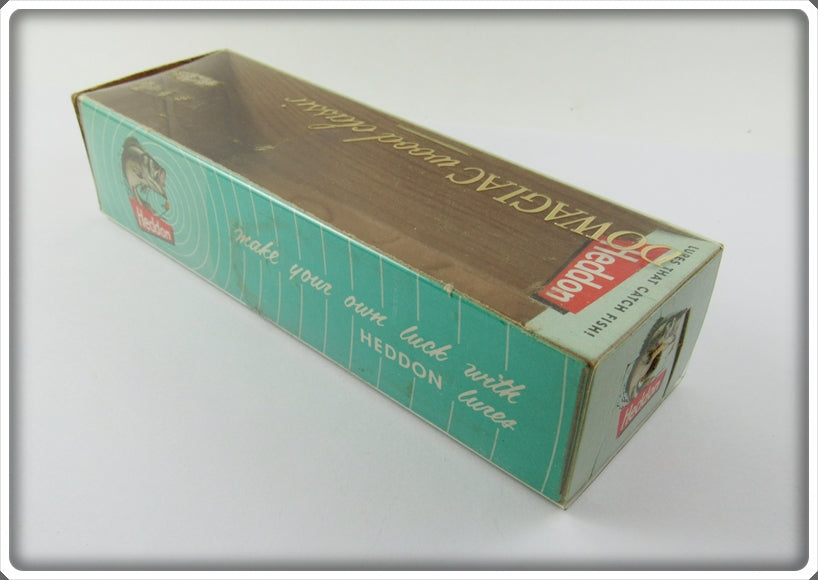 DOWAGIAC wood classic
Heddon
LURES THAT CATCH FISH!
Heddon
make your own luck with
HEDDON lures
Heddon